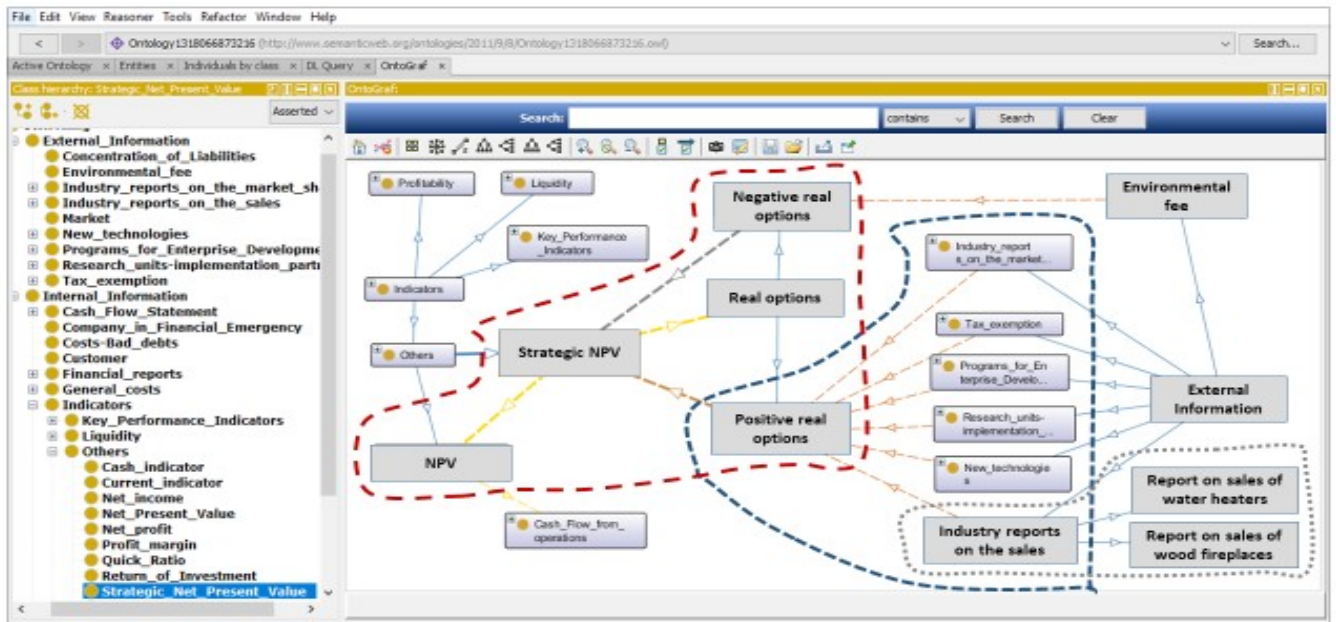 File Edit View Reasoner Tools Refactor Window Help
< > Ontology1318066873216 (http://www.semanticweb.org/ontologies/2011/9/8/Ontology1318066873216.owl) Search...
Active Ontology × Entities × Individuals by class × DL Query × OntoGraf ×
Class hierarchy: Strategic_Net_Present_Value
Asserted
External_Information
Concentration_of_Liabilities
Environmental_fee
Industry_reports_on_the_market_sh
Industry_reports_on_the_sales
Market
New_technologies
Programs_for_Enterprise_Developme
Research_units-implementation_partn
Tax_exemption
Internal_Information
Cash_Flow_Statement
Company_in_Financial_Emergency
Costs-Bad_debts
Customer
Financial_reports
General_costs
Indicators
Key_Performance_Indicators
Liquidity
Others
Cash_indicator
Current_indicator
Net_income
Net_Present_Value
Net_profit
Profit_margin
Quick_Ratio
Return_of_Investment
Strategic_Net_Present_Value
OntoGraf:
Search: contains Search Clear
Profitability
Liquidity
Key_Performance
_Indicators
Indicators
Others
Strategic NPV
NPV
Cash_Flow_from_
operations
Negative real
options
Real options
Positive real
options
Environmental
fee
Industry_report
s_on_the_market...
Tax_exemption
Programs_for_En
terprise_Develo...
Research_units-
implementation_...
New_technologie
s
External
Information
Industry reports
on the sales
Report on sales of
water heaters
Report on sales of
wood fireplaces